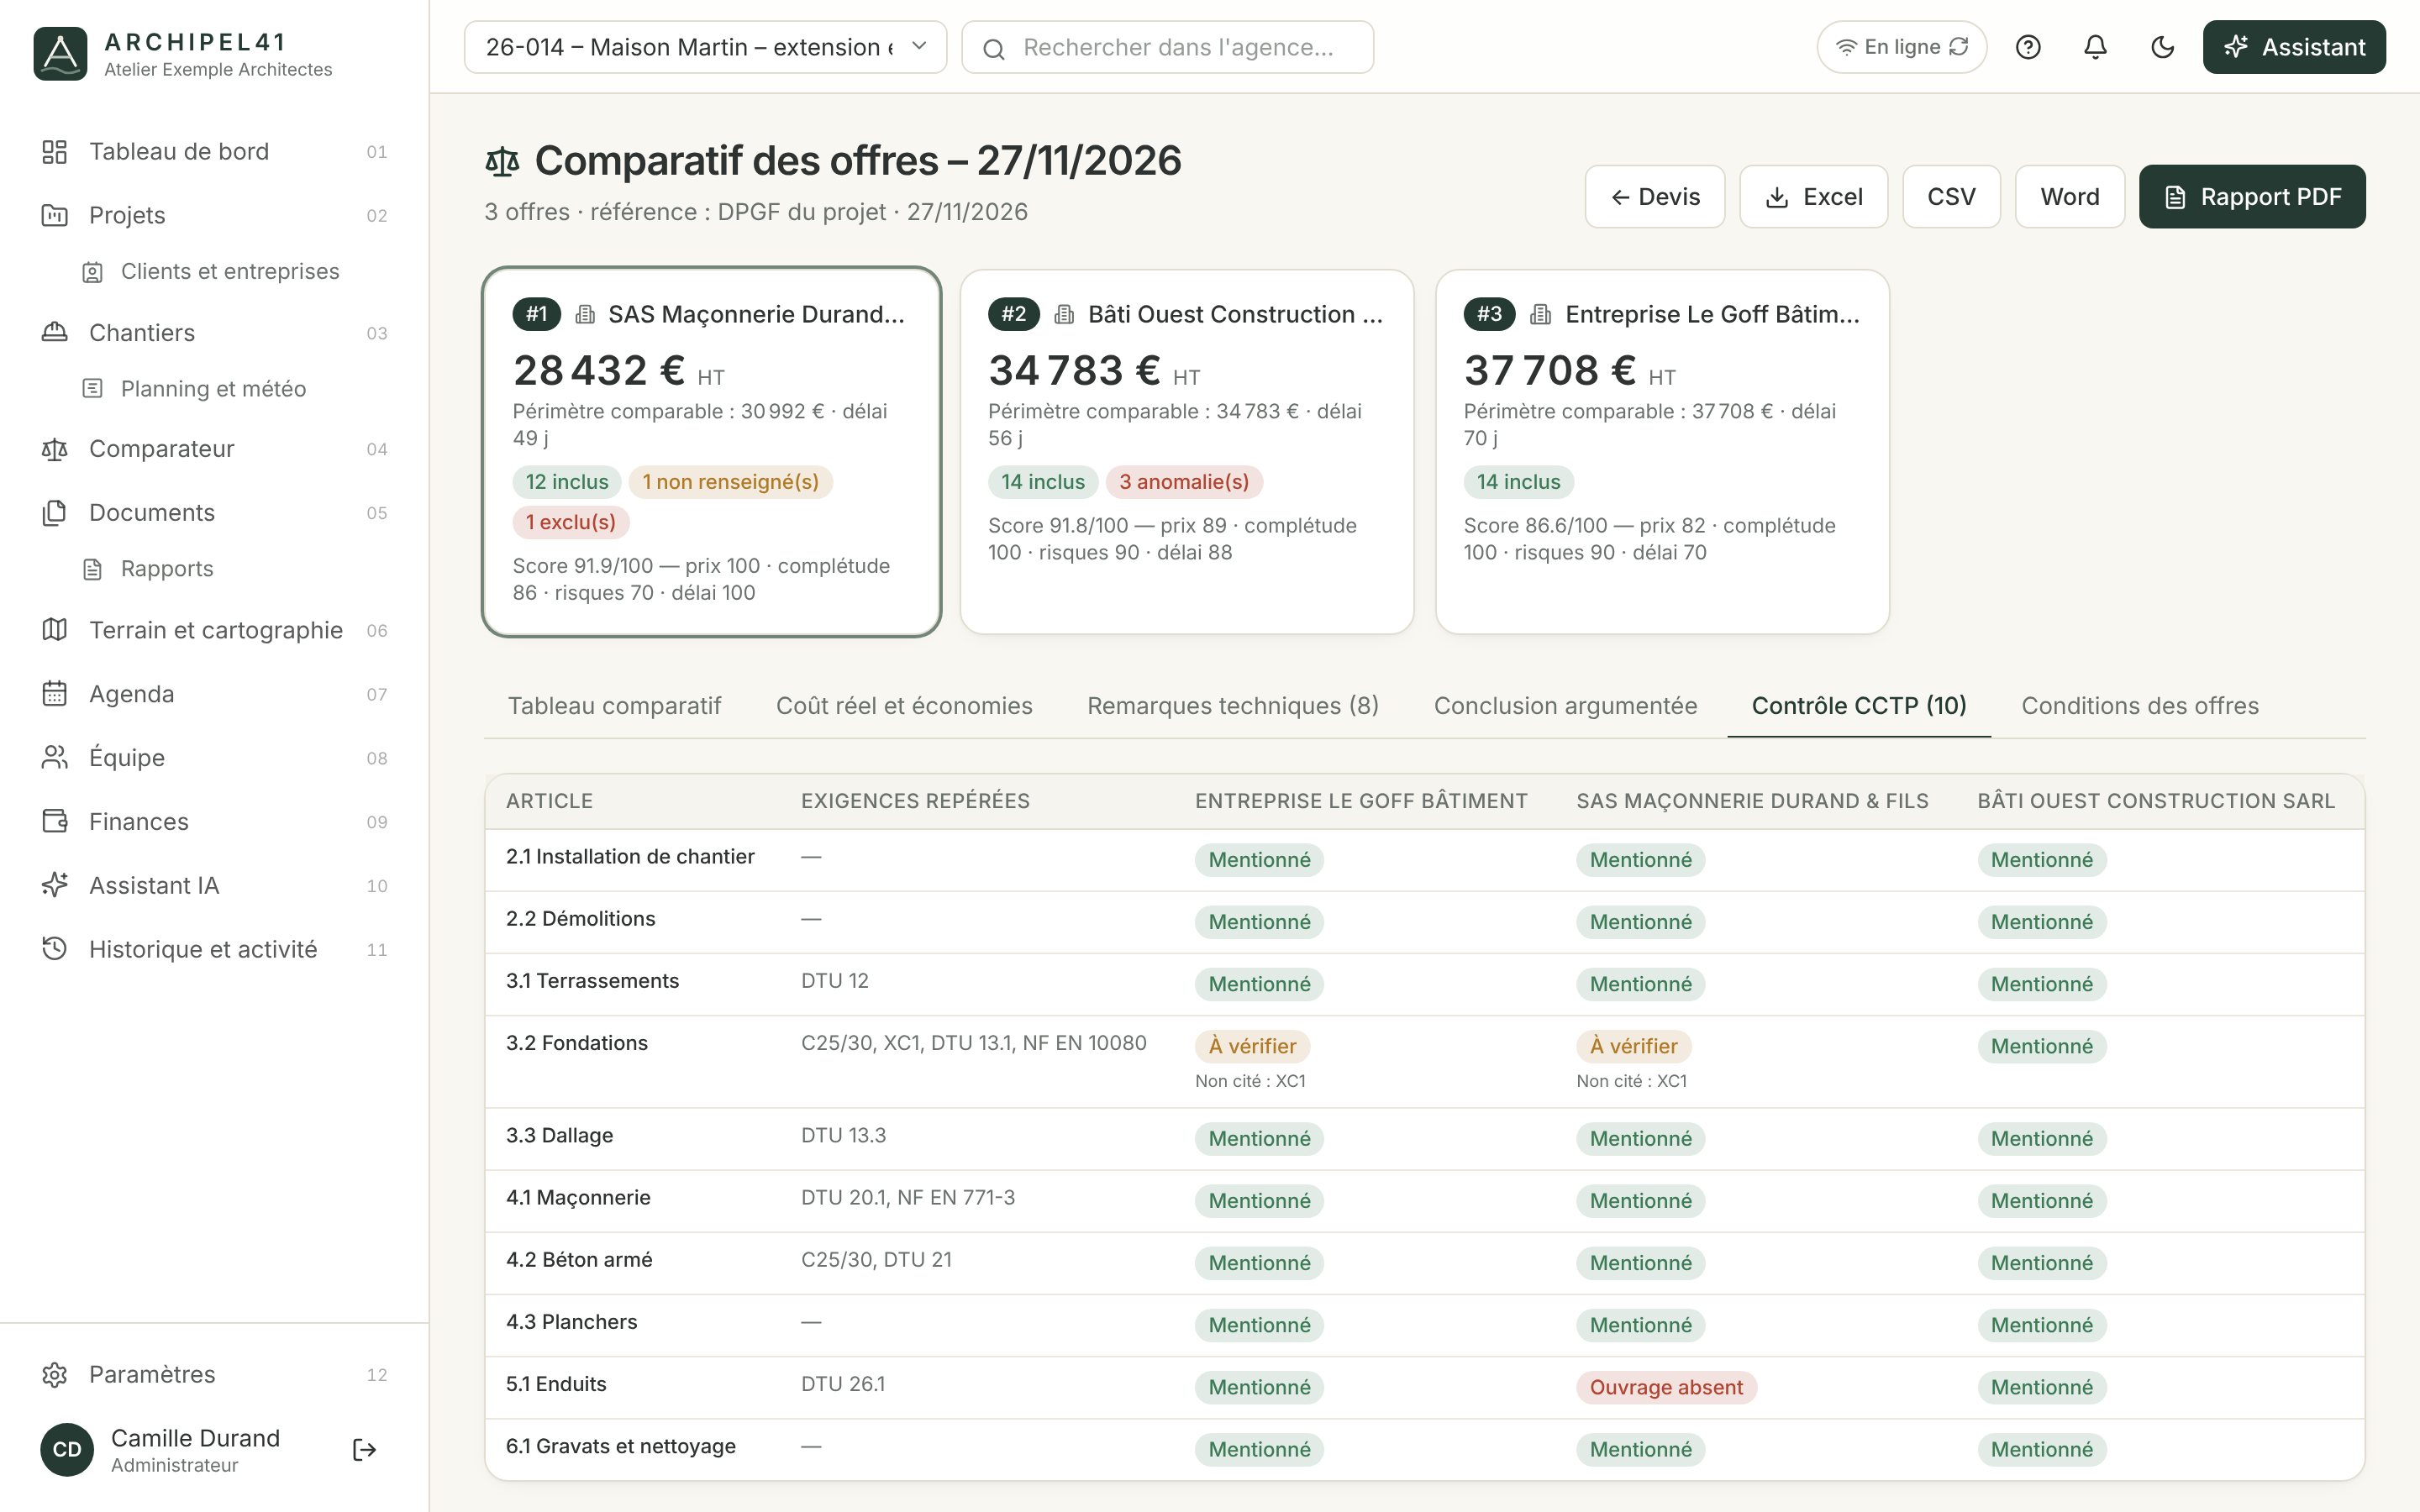 ARCHIPEL41
Atelier Exemple Architectes
Tableau de bord 01
Projets 02
Clients et entreprises
Chantiers 03
Planning et météo
Comparateur 04
Documents 05
Rapports
Terrain et cartographie 06
Agenda 07
Équipe 08
Finances 09
Assistant IA 10
Historique et activité 11
Paramètres 12
CD
Camille Durand
Administrateur
26-014 – Maison Martin – extension
Rechercher dans l'agence...
En ligne
Assistant
Comparatif des offres – 27/11/2026
3 offres · référence : DPGF du projet · 27/11/2026
← Devis
Excel
CSV
Word
Rapport PDF
#1 SAS Maçonnerie Durand...
28 432 € HT
Périmètre comparable : 30 992 € · délai
49 j
12 inclus 1 non renseigné(s)
1 exclu(s)
Score 91.9/100 — prix 100 · complétude
86 · risques 70 · délai 100
#2 Bâti Ouest Construction ...
34 783 € HT
Périmètre comparable : 34 783 € · délai
56 j
14 inclus 3 anomalie(s)
Score 91.8/100 — prix 89 · complétude
100 · risques 90 · délai 88
#3 Entreprise Le Goff Bâtim...
37 708 € HT
Périmètre comparable : 37 708 € · délai
70 j
14 inclus
Score 86.6/100 — prix 82 · complétude
100 · risques 90 · délai 70
Tableau comparatif Coût réel et économies Remarques techniques (8) Conclusion argumentée Contrôle CCTP (10) Conditions des offres
ARTICLE EXIGENCES REPÉRÉES ENTREPRISE LE GOFF BÂTIMENT SAS MAÇONNERIE DURAND & FILS BÂTI OUEST CONSTRUCTION SARL
2.1 Installation de chantier — Mentionné Mentionné Mentionné
2.2 Démolitions — Mentionné Mentionné Mentionné
3.1 Terrassements DTU 12 Mentionné Mentionné Mentionné
3.2 Fondations C25/30, XC1, DTU 13.1, NF EN 10080 À vérifier À vérifier Mentionné
Non cité : XC1 Non cité : XC1
3.3 Dallage DTU 13.3 Mentionné Mentionné Mentionné
4.1 Maçonnerie DTU 20.1, NF EN 771-3 Mentionné Mentionné Mentionné
4.2 Béton armé C25/30, DTU 21 Mentionné Mentionné Mentionné
4.3 Planchers — Mentionné Mentionné Mentionné
5.1 Enduits DTU 26.1 Mentionné Ouvrage absent Mentionné
6.1 Gravats et nettoyage — Mentionné Mentionné Mentionné